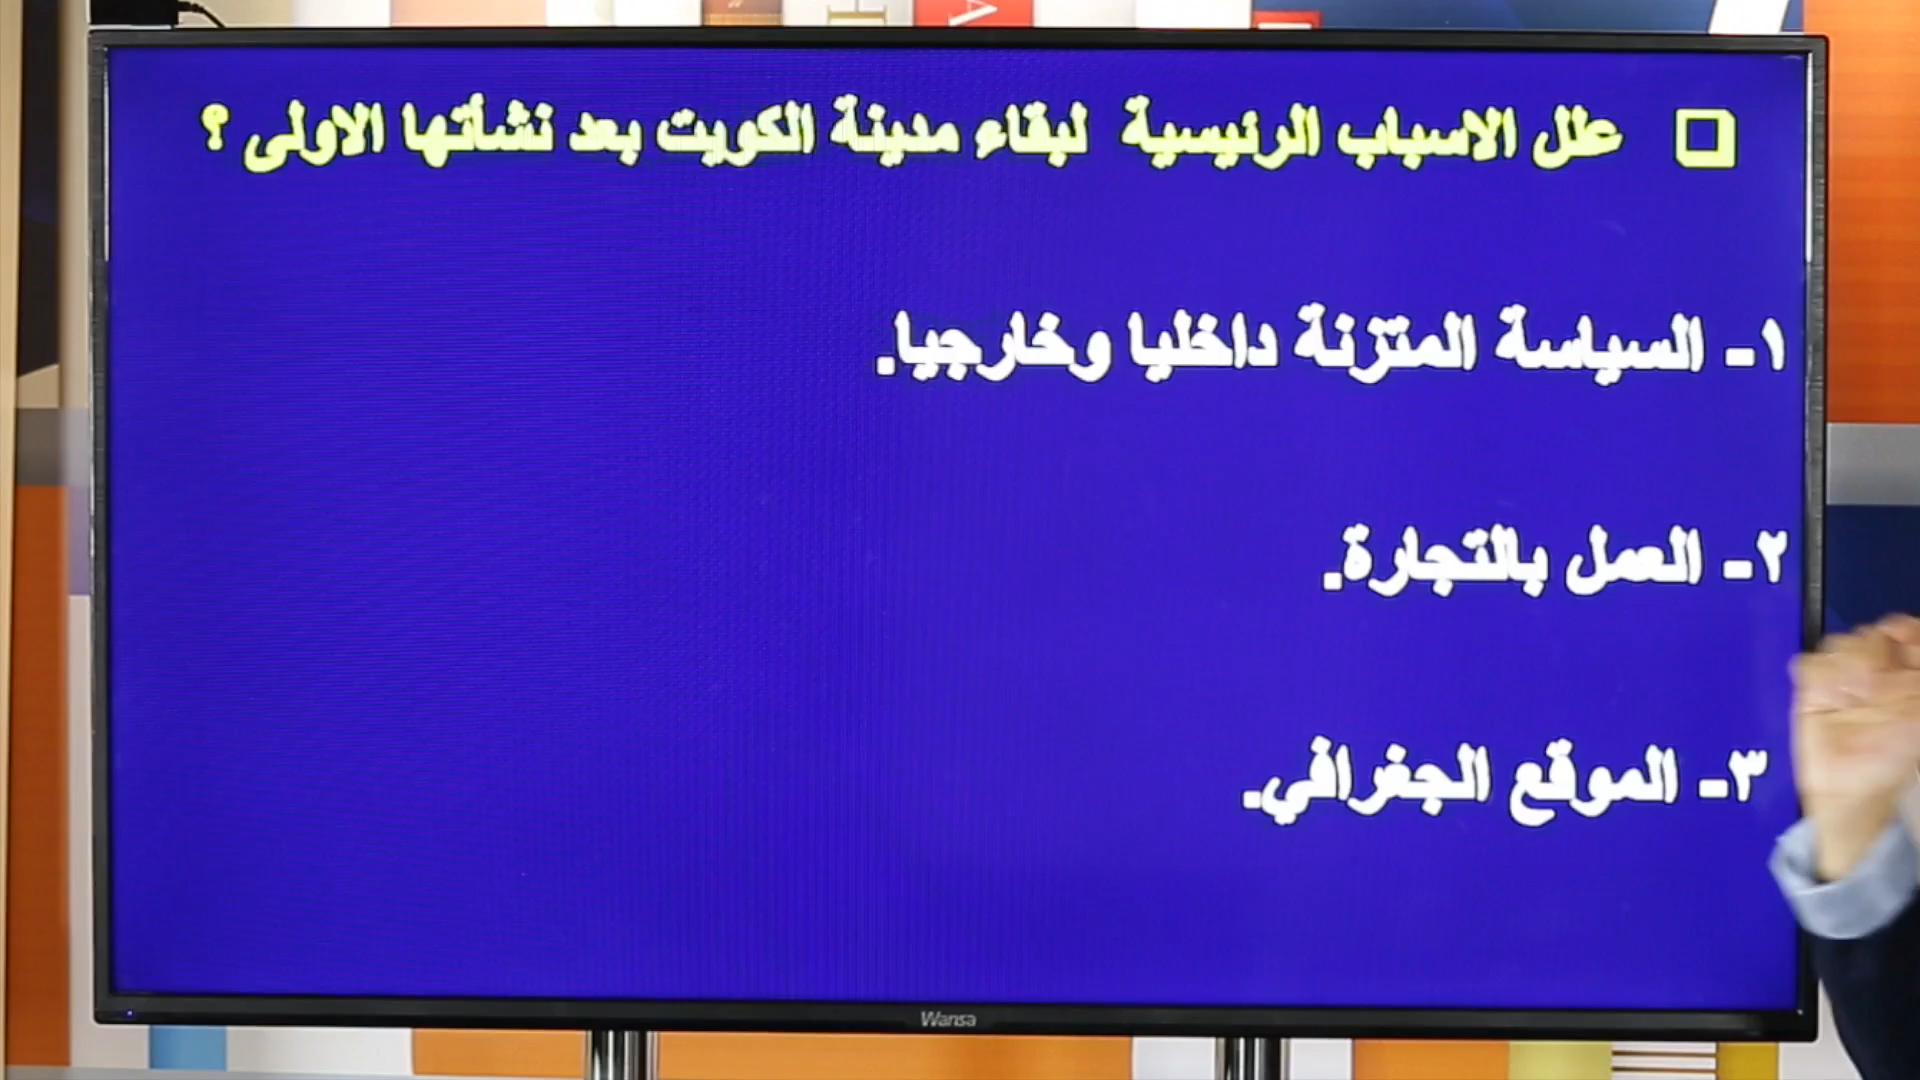 ❑ علل الاسباب الرئيسية لبقاء مدينة الكويت بعد نشأتها الاولى ؟
١- السياسة المتزنة داخليا وخارجيا.
٢- العمل بالتجارة.
٣- الموقع الجغرافي.
Wansa